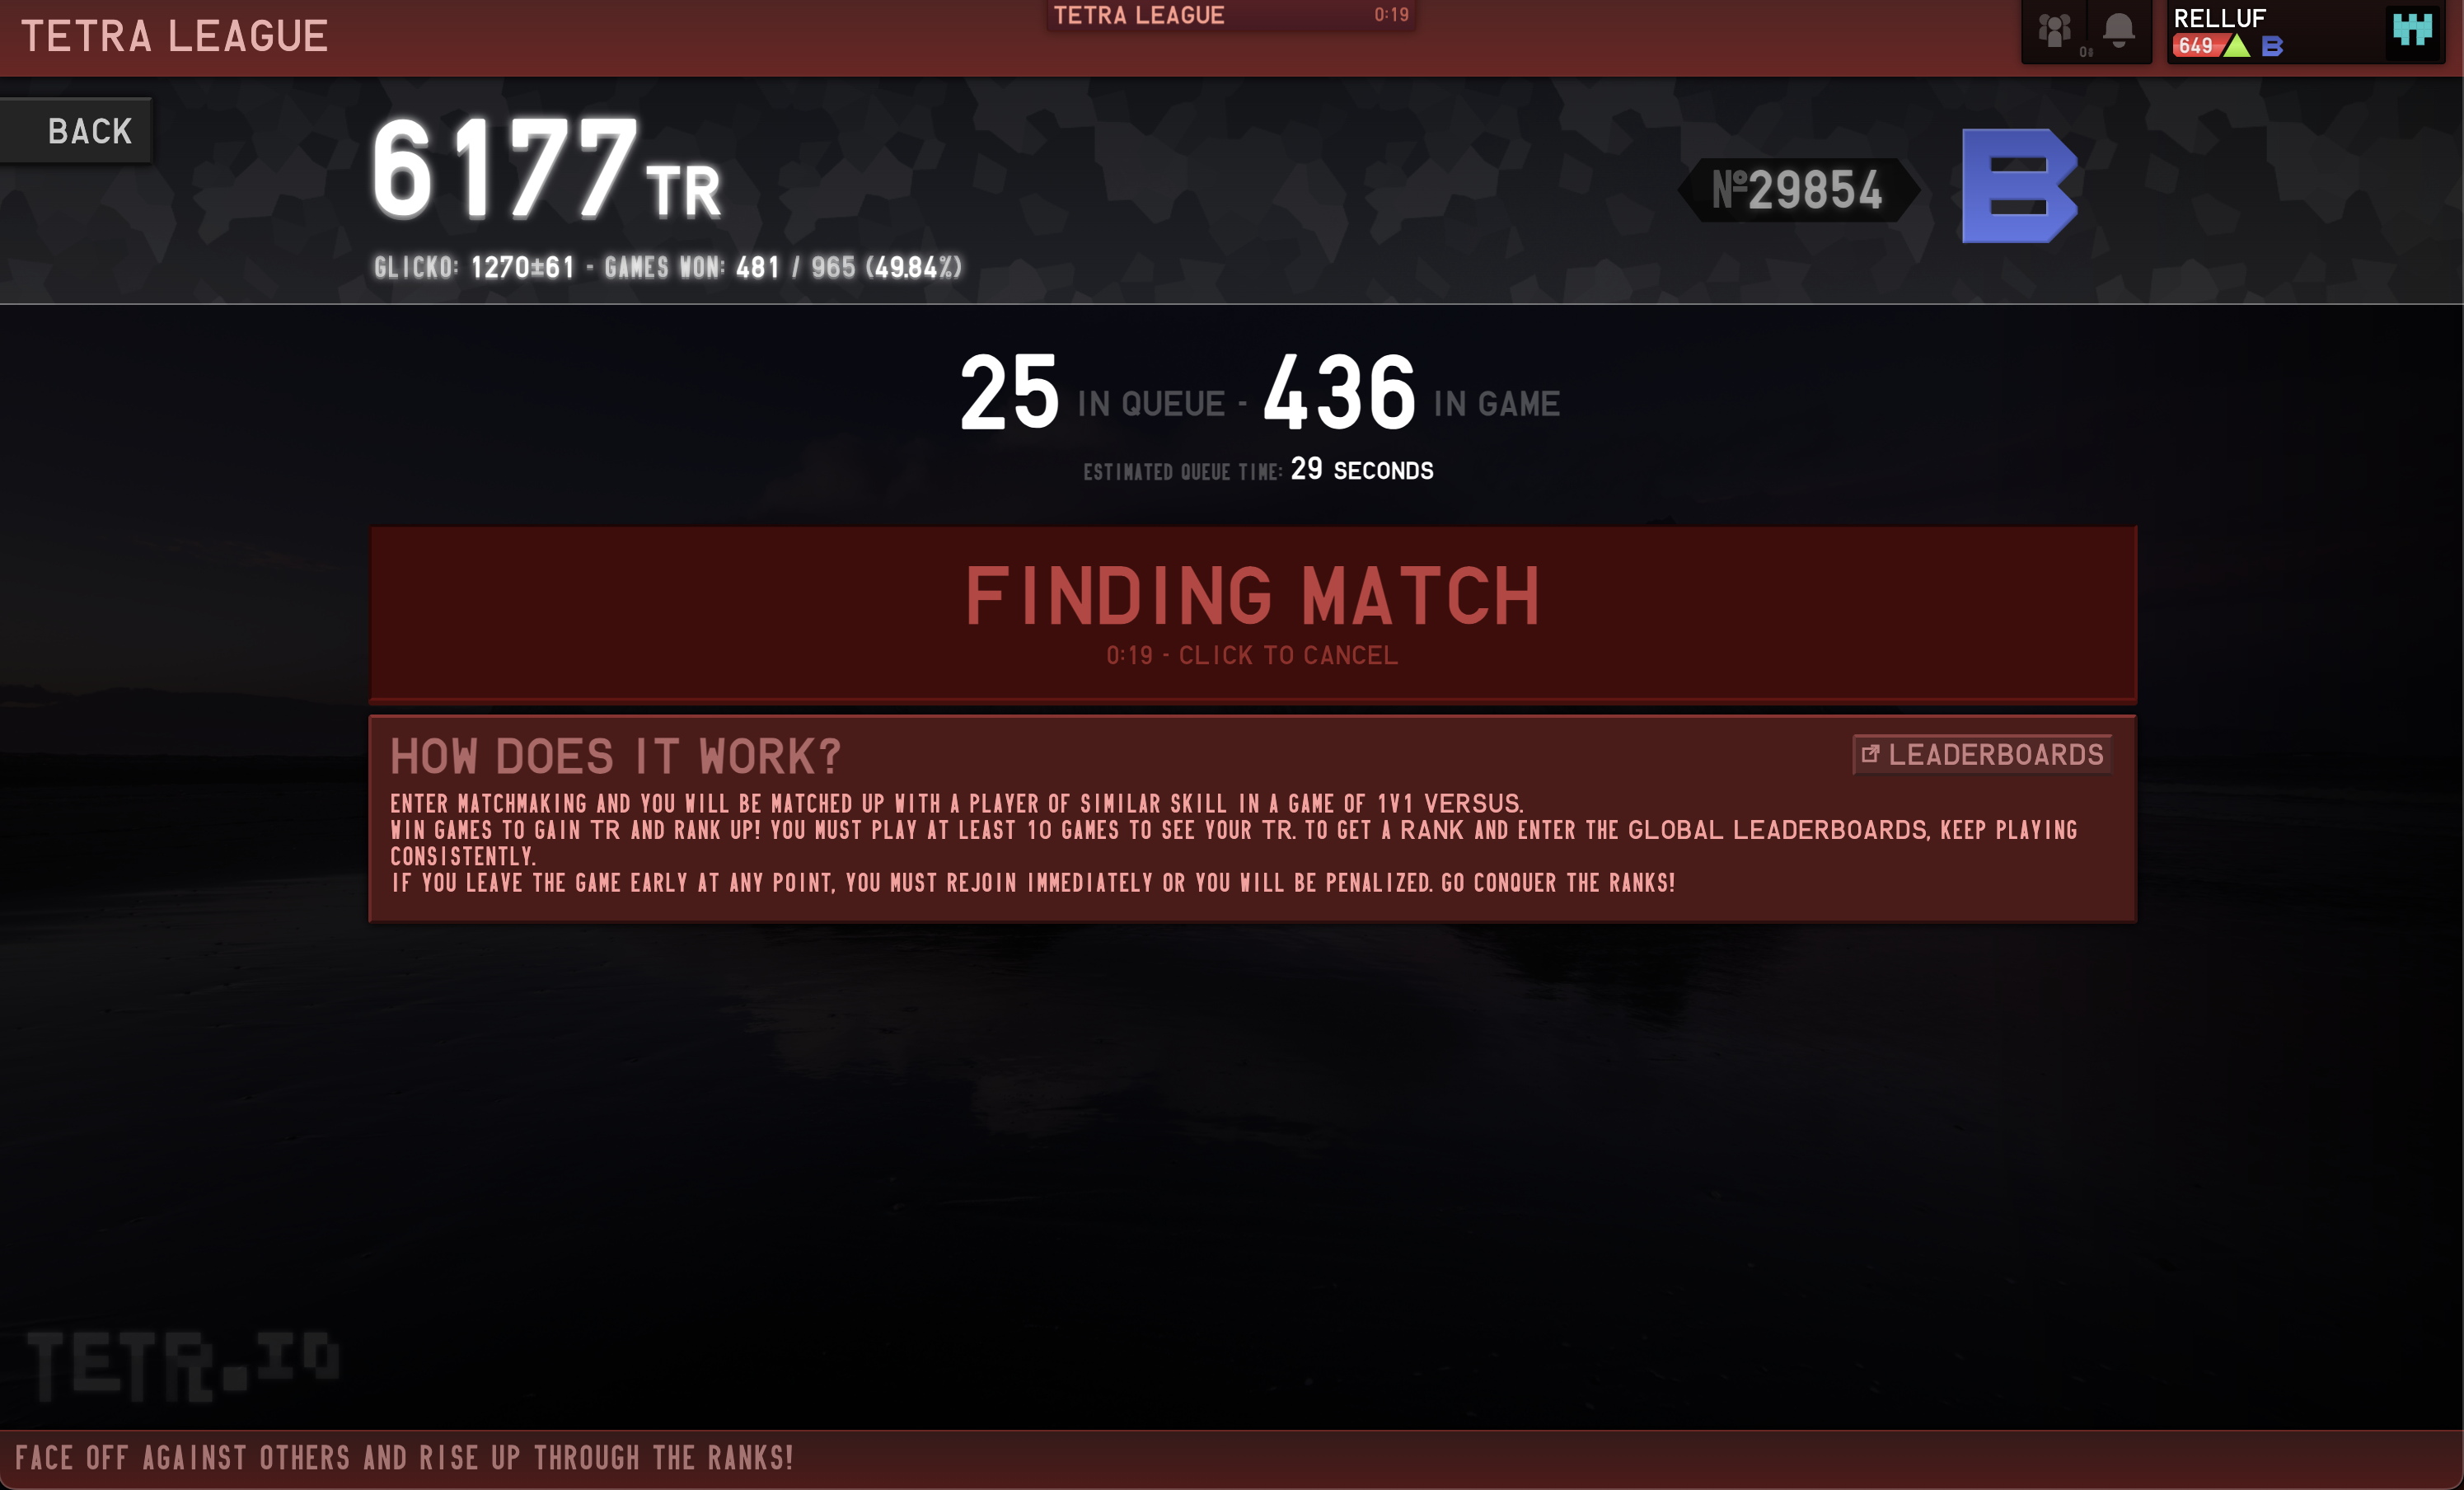 TETRA LEAGUE
TETRA LEAGUE 0:19
RELLUF
649 B
BACK
6177 TR
№29854
B
GLICKO: 1270±61 - GAMES WON: 481 / 965 (49.84%)
25 IN QUEUE - 436 IN GAME
ESTIMATED QUEUE TIME: 29 SECONDS
FINDING MATCH
0:19 - CLICK TO CANCEL
HOW DOES IT WORK?
LEADERBOARDS
ENTER MATCHMAKING AND YOU WILL BE MATCHED UP WITH A PLAYER OF SIMILAR SKILL IN A GAME OF 1V1 VERSUS.
WIN GAMES TO GAIN TR AND RANK UP! YOU MUST PLAY AT LEAST 10 GAMES TO SEE YOUR TR. TO GET A RANK AND ENTER THE GLOBAL LEADERBOARDS, KEEP PLAYING
CONSISTENTLY.
IF YOU LEAVE THE GAME EARLY AT ANY POINT, YOU MUST REJOIN IMMEDIATELY OR YOU WILL BE PENALIZED. GO CONQUER THE RANKS!
TETR.IO
FACE OFF AGAINST OTHERS AND RISE UP THROUGH THE RANKS!